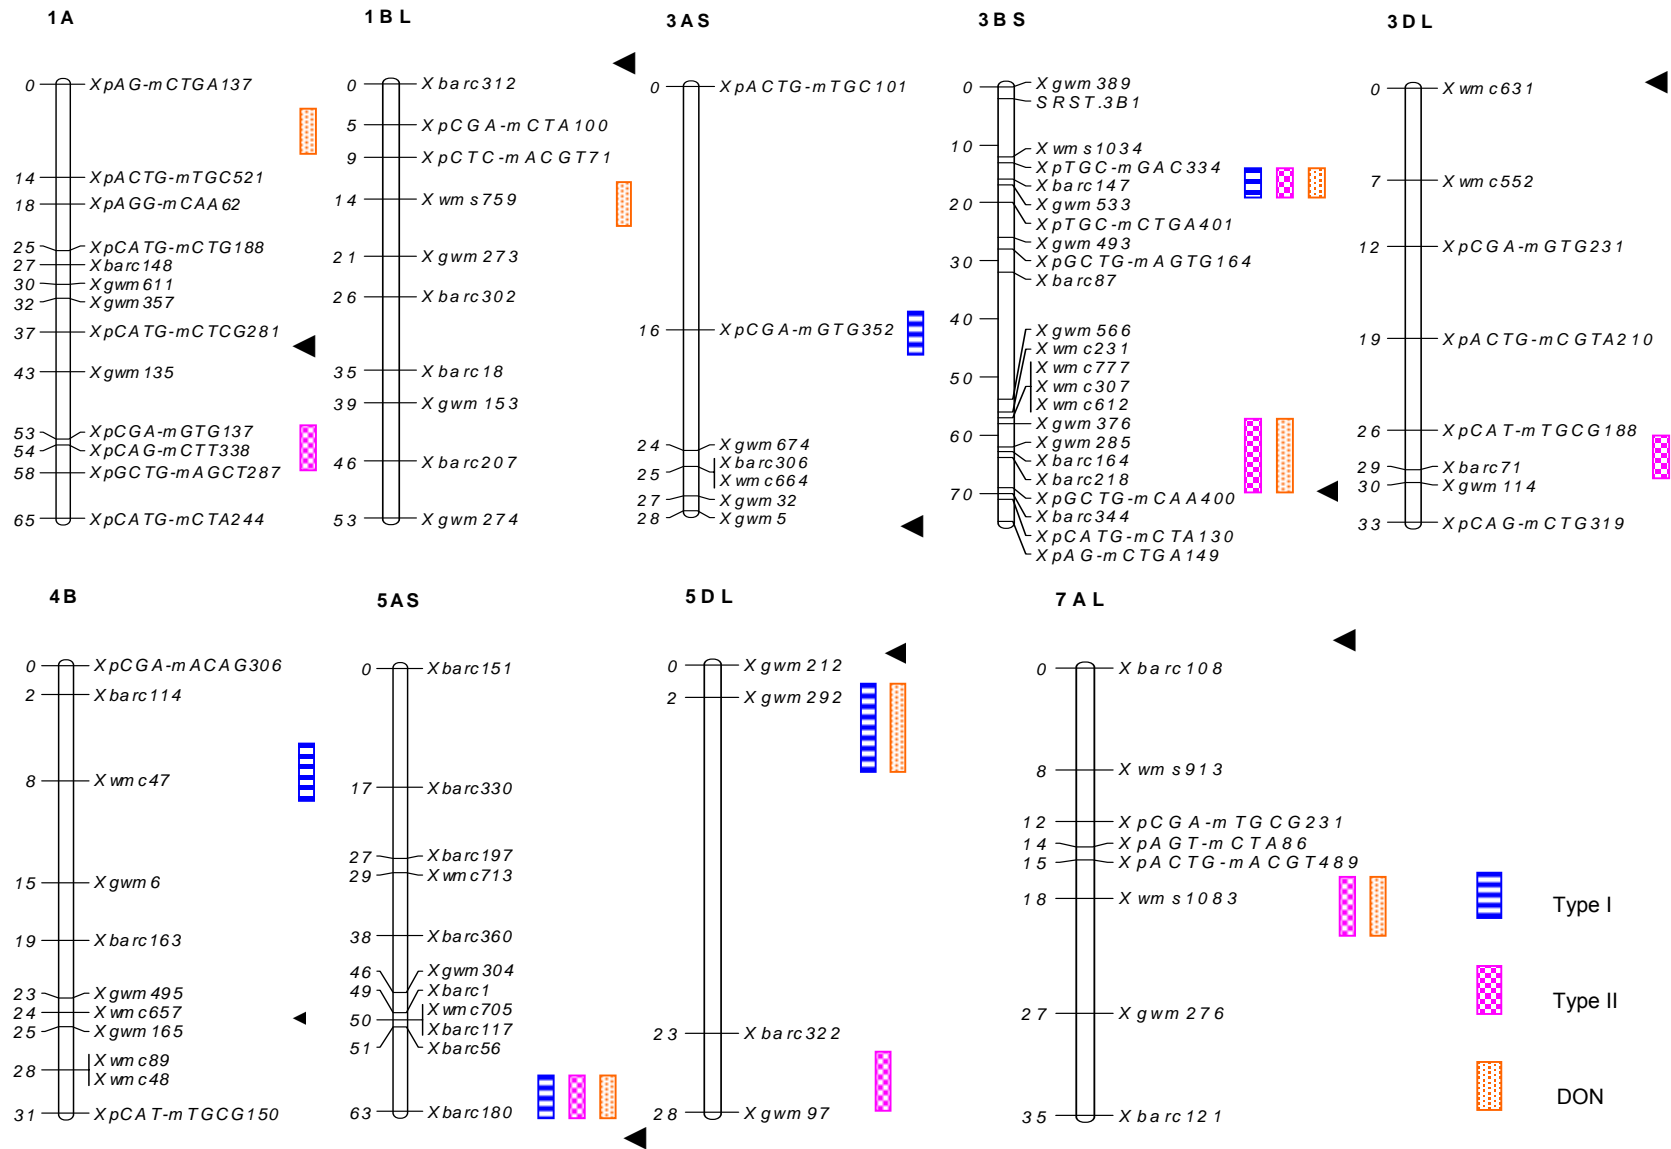 1A
0 XpAG-mCTGA137
14 XpACTG-mTGC521
18 XpAGG-mCAA62
25 XpCATG-mCTG188
27 Xbarc148
30 Xgwm611
32 Xgwm357
37 XpCATG-mCTCG281
43 Xgwm135
53 XpCGA-mGTG137
54 XpCAG-mCTT338
58 XpGCTG-mAGCT287
65 XpCATG-mCTA244
1BL
0 Xbarc312
5 XpCGA-mCTA100
9 XpCTC-mACGT71
14 Xwms759
21 Xgwm273
26 Xbarc302
35 Xbarc18
39 Xgwm153
46 Xbarc207
53 Xgwm274
3AS
0 XpACTG-mTGC101
16 XpCGA-mGTG352
24 Xgwm674
25 Xbarc306
Xwmc664
27 Xgwm32
28 Xgwm5
3BS
0
10
20
30
40
50
60
70
Xgwm389
SRST.3B1
Xwms1034
XpTGC-mGAC334
Xbarc147
Xgwm533
XpTGC-mCTGA401
Xgwm493
XpGCTG-mAGTG164
Xbarc87
Xgwm566
Xwmc231
Xwmc777
Xwmc307
Xwmc612
Xgwm376
Xgwm285
Xbarc164
Xbarc218
XpGCTG-mCAA400
Xbarc344
XpCATG-mCTA130
XpAG-mCTGA149
3DL
0 Xwmc631
7 Xwmc552
12 XpCGA-mGTG231
19 XpACTG-mCGTA210
26 XpCAT-mTGCG188
29 Xbarc71
30 Xgwm114
33 XpCAG-mCTG319
4B
0 XpCGA-mACAG306
2 Xbarc114
8 Xwmc47
15 Xgwm6
19 Xbarc163
23 Xgwm495
24 Xwmc657
25 Xgwm165
28 Xwmc89
Xwmc48
31 XpCAT-mTGCG150
5AS
0 Xbarc151
17 Xbarc330
27 Xbarc197
29 Xwmc713
38 Xbarc360
46 Xgwm304
49 Xbarc1
50 Xwmc705
Xbarc117
51 Xbarc56
63 Xbarc180
5DL
0 Xgwm212
2 Xgwm292
23 Xbarc322
28 Xgwm97
7AL
0 Xbarc108
8 Xwms913
12 XpCGA-mTGCG231
14 XpAGT-mCTA86
15 XpACTG-mACGT489
18 Xwms1083
27 Xgwm276
35 Xbarc121
Type I
Type II
DON